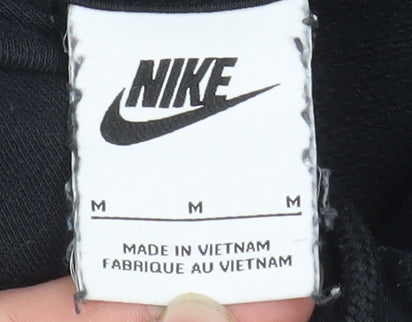 NIKE
M M M
MADE IN VIETNAM
FABRIQUE AU VIETNAM